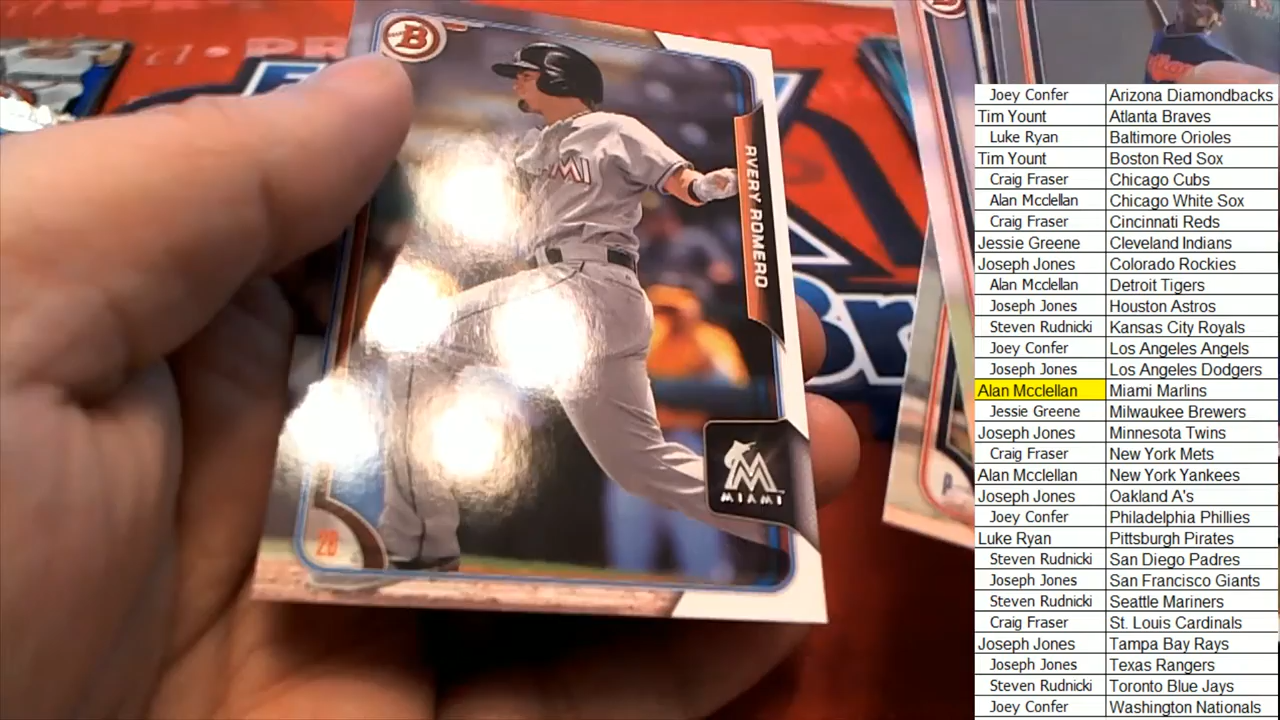 B
AVERY ROMERO
MIAMI
28
Joey Confer Arizona Diamondbacks
Tim Yount Atlanta Braves
Luke Ryan Baltimore Orioles
Tim Yount Boston Red Sox
Craig Fraser Chicago Cubs
Alan Mcclellan Chicago White Sox
Craig Fraser Cincinnati Reds
Jessie Greene Cleveland Indians
Joseph Jones Colorado Rockies
Alan Mcclellan Detroit Tigers
Joseph Jones Houston Astros
Steven Rudnicki Kansas City Royals
Joey Confer Los Angeles Angels
Joseph Jones Los Angeles Dodgers
Alan Mcclellan Miami Marlins
Jessie Greene Milwaukee Brewers
Joseph Jones Minnesota Twins
Craig Fraser New York Mets
Alan Mcclellan New York Yankees
Joseph Jones Oakland A's
Joey Confer Philadelphia Phillies
Luke Ryan Pittsburgh Pirates
Steven Rudnicki San Diego Padres
Joseph Jones San Francisco Giants
Steven Rudnicki Seattle Mariners
Craig Fraser St. Louis Cardinals
Joseph Jones Tampa Bay Rays
Joseph Jones Texas Rangers
Steven Rudnicki Toronto Blue Jays
Joey Confer Washington Nationals